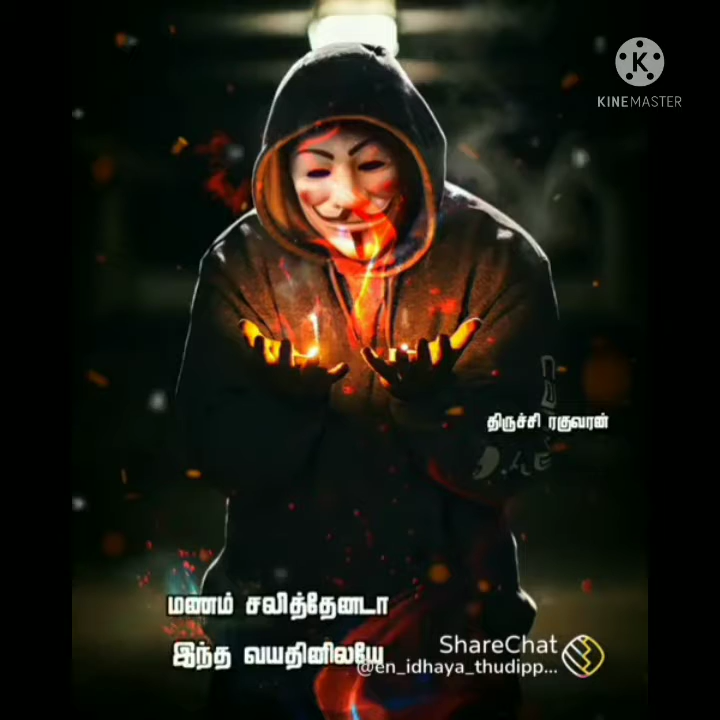 KINEMASTER
திருச்சி ரகுவரன்
மணம் சலித்தேனடா
இந்த வயதினிலயே
ShareChat
@en_idhaya_thudipp...